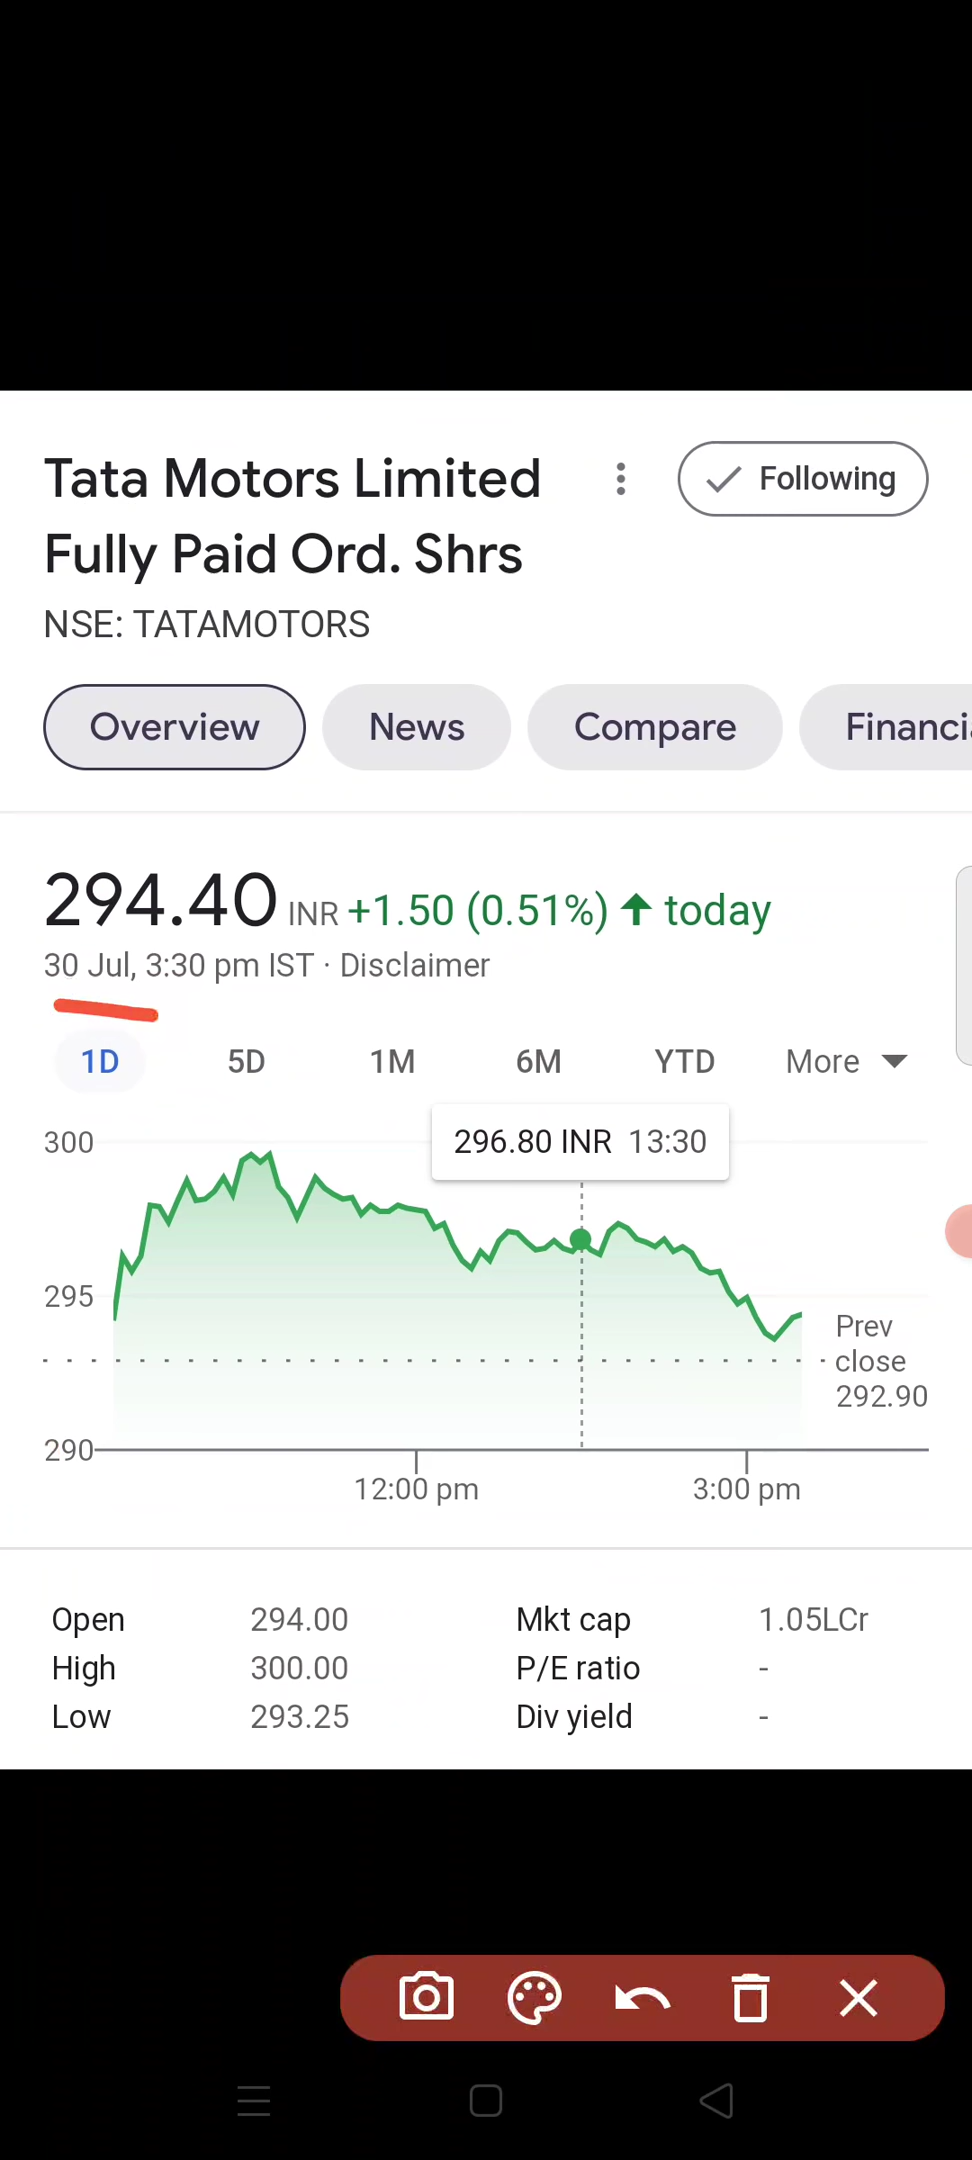 Tata Motors Limited
Fully Paid Ord. Shrs
Following
NSE: TATAMOTORS
Overview
News
Compare
Financi
294.40 INR +1.50 (0.51%) ↑ today
30 Jul, 3:30 pm IST · Disclaimer
1D 5D 1M 6M YTD More
296.80 INR 13:30
300
295
290
Prev
close
292.90
12:00 pm 3:00 pm
Open 294.00 Mkt cap 1.05LCr
High 300.00 P/E ratio -
Low 293.25 Div yield -